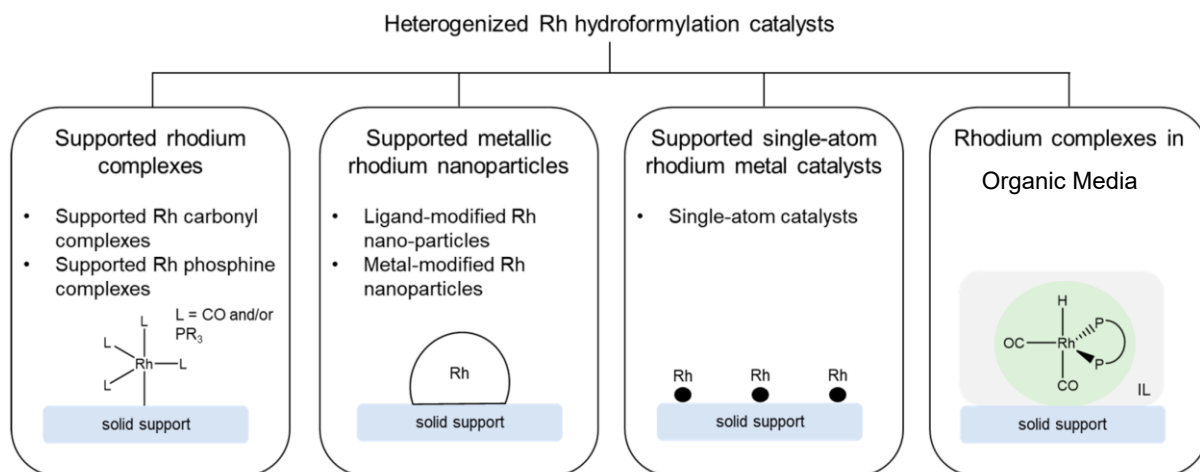 Heterogenized Rh hydroformylation catalysts
Supported rhodium
complexes
• Supported Rh carbonyl
complexes
• Supported Rh phosphine
complexes
L = CO and/or
PR3
L
L
Rh
L
L
solid support
Supported metallic
rhodium nanoparticles
• Ligand-modified Rh
nano-particles
• Metal-modified Rh
nanoparticles
Rh
solid support
Supported single-atom
rhodium metal catalysts
• Single-atom catalysts
Rh Rh Rh
solid support
Rhodium complexes in
Organic Media
H
P
OC Rh
P
CO
IL
solid support